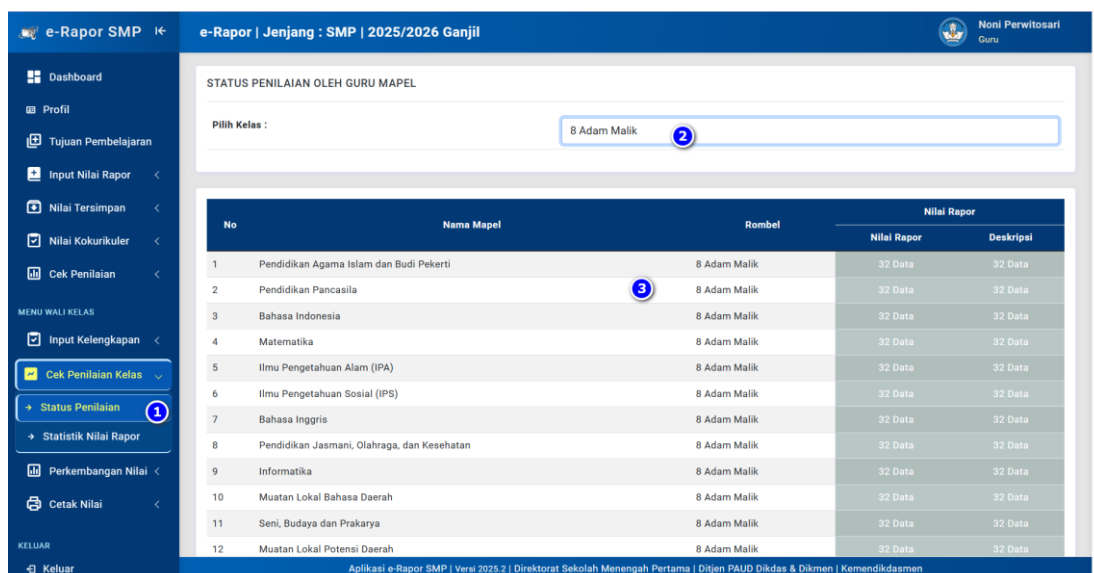 e-Rapor SMP
e-Rapor | Jenjang : SMP | 2025/2026 Ganjil
Noni Perwitosari
Guru
Dashboard
Profil
Tujuan Pembelajaran
Input Nilai Rapor
Nilai Tersimpan
Nilai Kokurikuler
Cek Penilaian
MENU WALI KELAS
Input Kelengkapan
Cek Penilaian Kelas
Status Penilaian
1
Statistik Nilai Rapor
Perkembangan Nilai
Cetak Nilai
KELUAR
Keluar
STATUS PENILAIAN OLEH GURU MAPEL
Pilih Kelas :
8 Adam Malik
2
No Nama Mapel Rombel Nilai Rapor
Nilai Rapor Deskripsi
1 Pendidikan Agama Islam dan Budi Pekerti 8 Adam Malik 32 Data 32 Data
2 Pendidikan Pancasila 3 8 Adam Malik 32 Data 32 Data
3 Bahasa Indonesia 8 Adam Malik 32 Data 32 Data
4 Matematika 8 Adam Malik 32 Data 32 Data
5 Ilmu Pengetahuan Alam (IPA) 8 Adam Malik 32 Data 32 Data
6 Ilmu Pengetahuan Sosial (IPS) 8 Adam Malik 32 Data 32 Data
7 Bahasa Inggris 8 Adam Malik 32 Data 32 Data
8 Pendidikan Jasmani, Olahraga, dan Kesehatan 8 Adam Malik 32 Data 32 Data
9 Informatika 8 Adam Malik 32 Data 32 Data
10 Muatan Lokal Bahasa Daerah 8 Adam Malik 32 Data 32 Data
11 Seni, Budaya dan Prakarya 8 Adam Malik 32 Data 32 Data
12 Muatan Lokal Potensi Daerah 8 Adam Malik 32 Data 32 Data
Aplikasi e-Rapor SMP | Versi 2025.2 | Direktorat Sekolah Menengah Pertama | Ditjen PAUD Dikdas & Dikmen | Kemendikdasmen